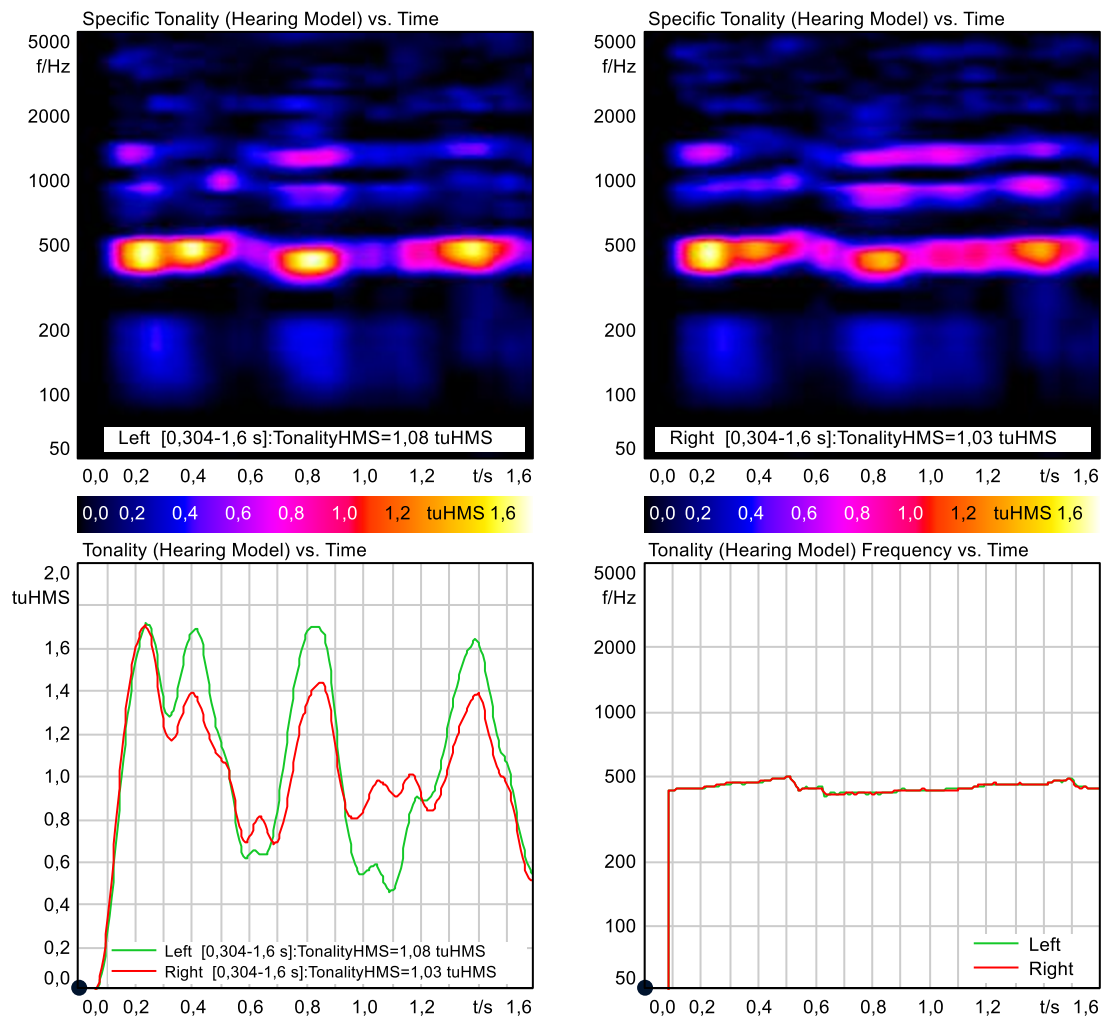 Specific Tonality (Hearing Model) vs. Time
5000
f/Hz
2000
1000
500
200
100
50
Left [0,304-1,6 s]:TonalityHMS=1,08 tuHMS
0,0 0,2 0,4 0,6 0,8 1,0 1,2 t/s 1,6
0,0 0,2 0,4 0,6 0,8 1,0 1,2 tuHMS 1,6
Specific Tonality (Hearing Model) vs. Time
5000
f/Hz
2000
1000
500
200
100
50
Right [0,304-1,6 s]:TonalityHMS=1,03 tuHMS
0,0 0,2 0,4 0,6 0,8 1,0 1,2 t/s 1,6
0,0 0,2 0,4 0,6 0,8 1,0 1,2 tuHMS 1,6
Tonality (Hearing Model) vs. Time
2,0
tuHMS
1,6
1,4
1,2
1,0
0,8
0,6
0,4
0,2
0,0
Left [0,304-1,6 s]:TonalityHMS=1,08 tuHMS
Right [0,304-1,6 s]:TonalityHMS=1,03 tuHMS
0,0 0,2 0,4 0,6 0,8 1,0 1,2 t/s 1,6
Tonality (Hearing Model) Frequency vs. Time
5000
f/Hz
2000
1000
500
200
100
50
Left
Right
0,0 0,2 0,4 0,6 0,8 1,0 1,2 t/s 1,6